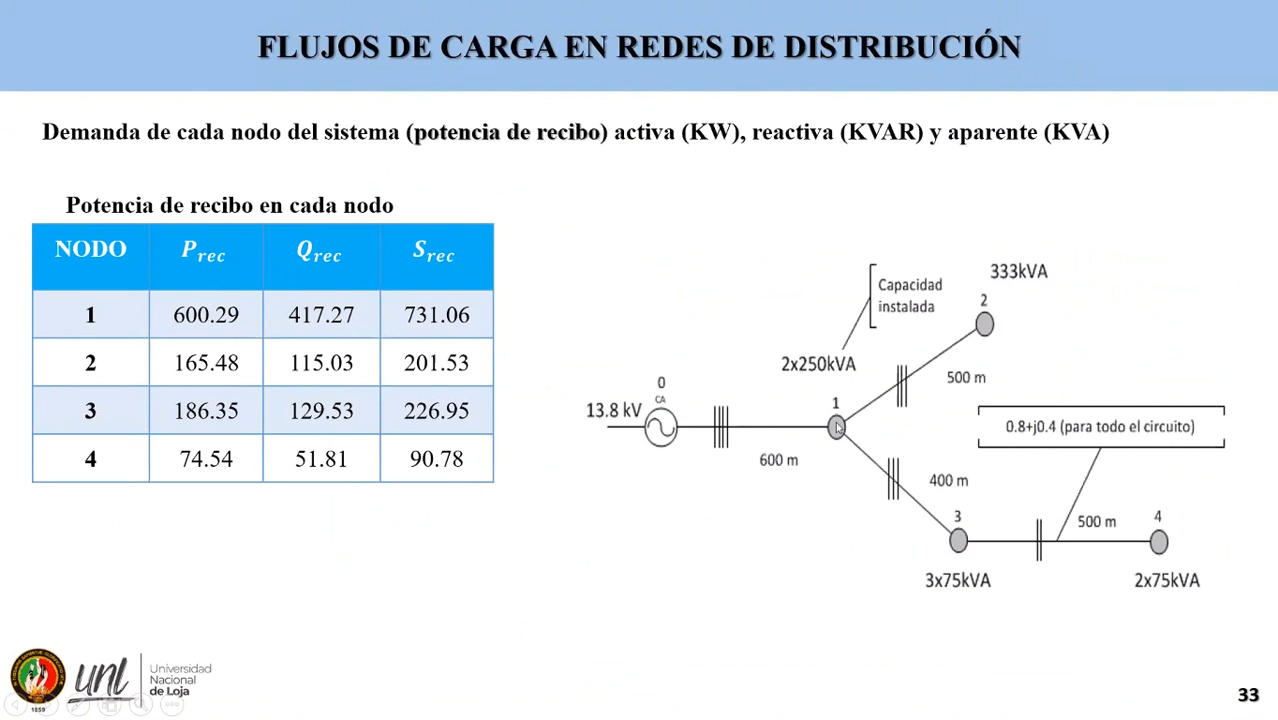 FLUJOS DE CARGA EN REDES DE DISTRIBUCIÓN
Demanda de cada nodo del sistema (potencia de recibo) activa (KW), reactiva (KVAR) y aparente (KVA)
Potencia de recibo en cada nodo
NODO P_rec Q_rec S_rec
1 600.29 417.27 731.06
2 165.48 115.03 201.53
3 186.35 129.53 226.95
4 74.54 51.81 90.78
333kVA
Capacidad
instalada
2
2x250kVA
500 m
0
CA
1
13.8 kV
0.8+j0.4 (para todo el circuito)
600 m
400 m
3
500 m
4
3x75kVA
2x75kVA
unl
Universidad
Nacional
de Loja
1859
33